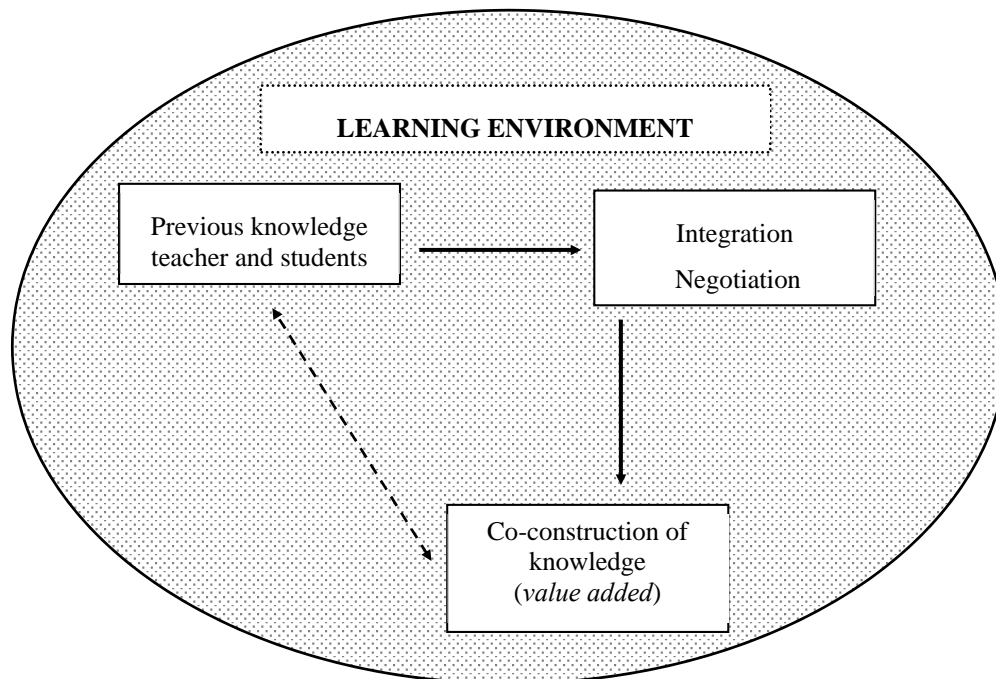 LEARNING ENVIRONMENT
Previous knowledge
teacher and students
Integration
Negotiation
Co-construction of
knowledge
(value added)